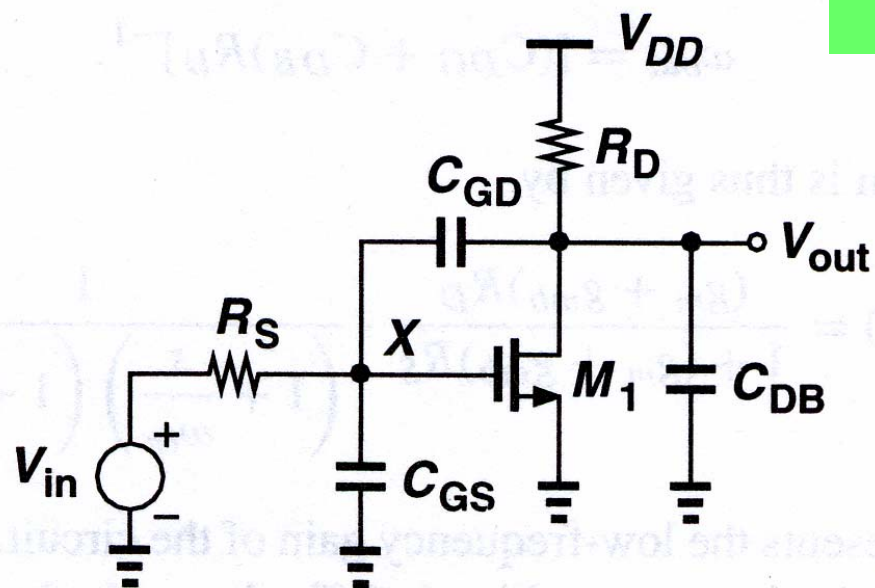 V_DD
R_D
C_GD
V_out
R_S
X
M_1
C_DB
V_in
+
−
C_GS